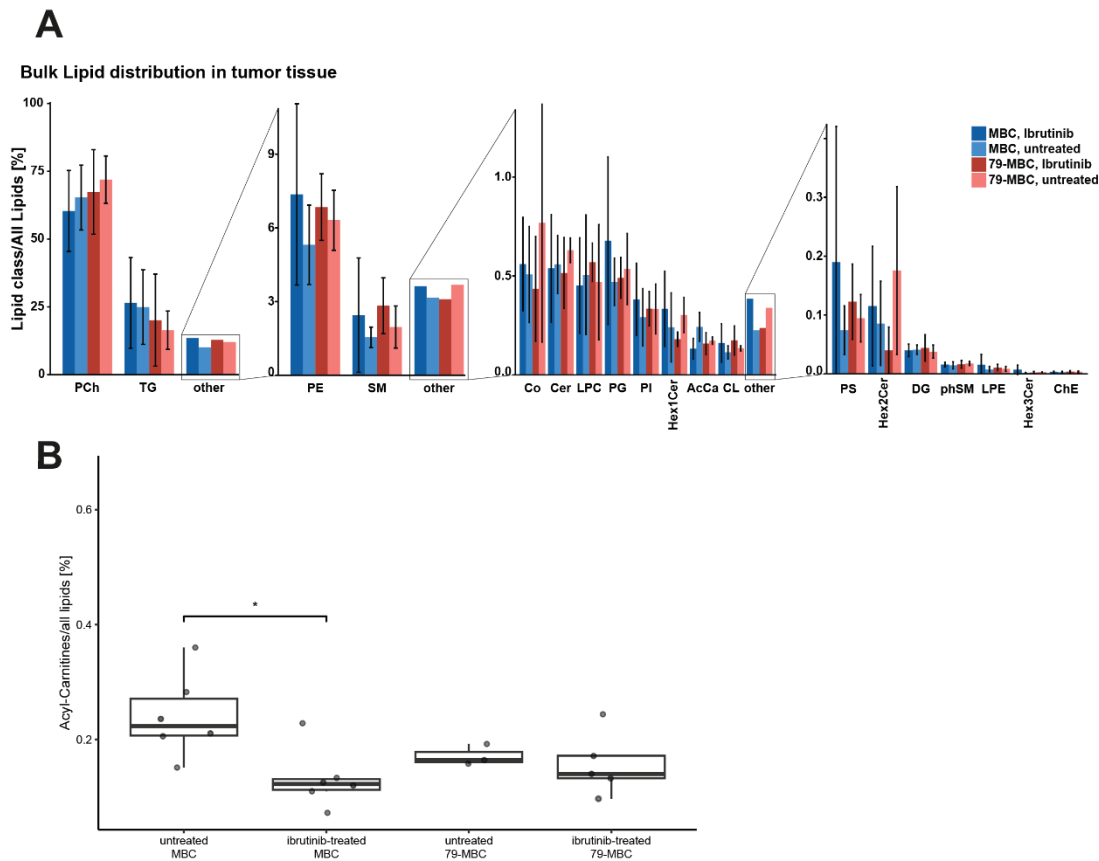 A
Bulk Lipid distribution in tumor tissue
Lipid class/All Lipids [%]
100
75
50
25
0
PCh TG other
9
6
3
0
PE SM other
1.0
0.5
0.0
Co Cer LPC PG PI Hex1Cer AcCa CL other
0.3
0.2
0.1
0.0
PS Hex2Cer DG phSM LPE Hex3Cer ChE
MBC, Ibrutinib
MBC, untreated
79-MBC, Ibrutinib
79-MBC, untreated
B
Acyl-Carnitines/all lipids [%]
0.6
0.4
0.2
*
untreated
MBC
ibrutinib-treated
MBC
untreated
79-MBC
ibrutinib-treated
79-MBC